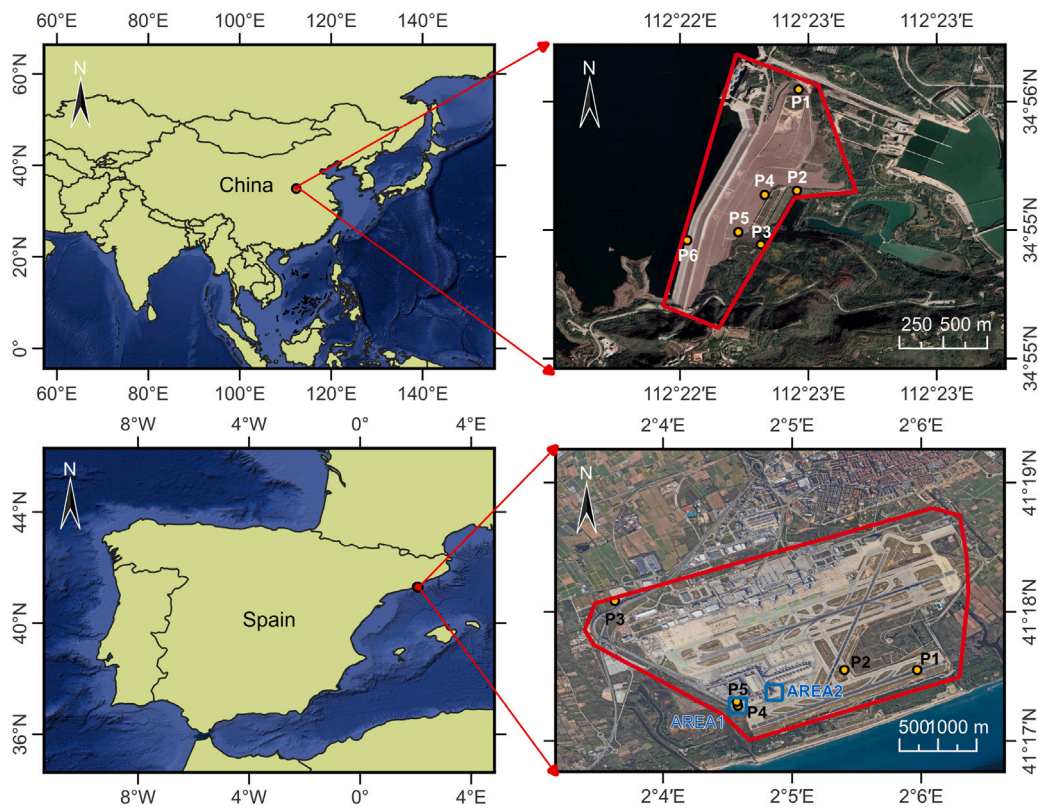 60°E 80°E 100°E 120°E 140°E
112°22′E 112°23′E 112°23′E
60°N
40°N
20°N
0°
N
China
60°E 80°E 100°E 120°E 140°E
N
P1
P2
P4
P5
P3
P6
250 500 m
34°56′N
34°55′N
34°55′N
112°22′E 112°23′E 112°23′E
8°W 4°W 0° 4°E
2°4′E 2°5′E 2°6′E
44°N
40°N
36°N
N
Spain
8°W 4°W 0° 4°E
N
P3
P2
P1
P5
P4
AREA1
AREA2
5001000 m
41°19′N
41°18′N
41°17′N
2°4′E 2°5′E 2°6′E